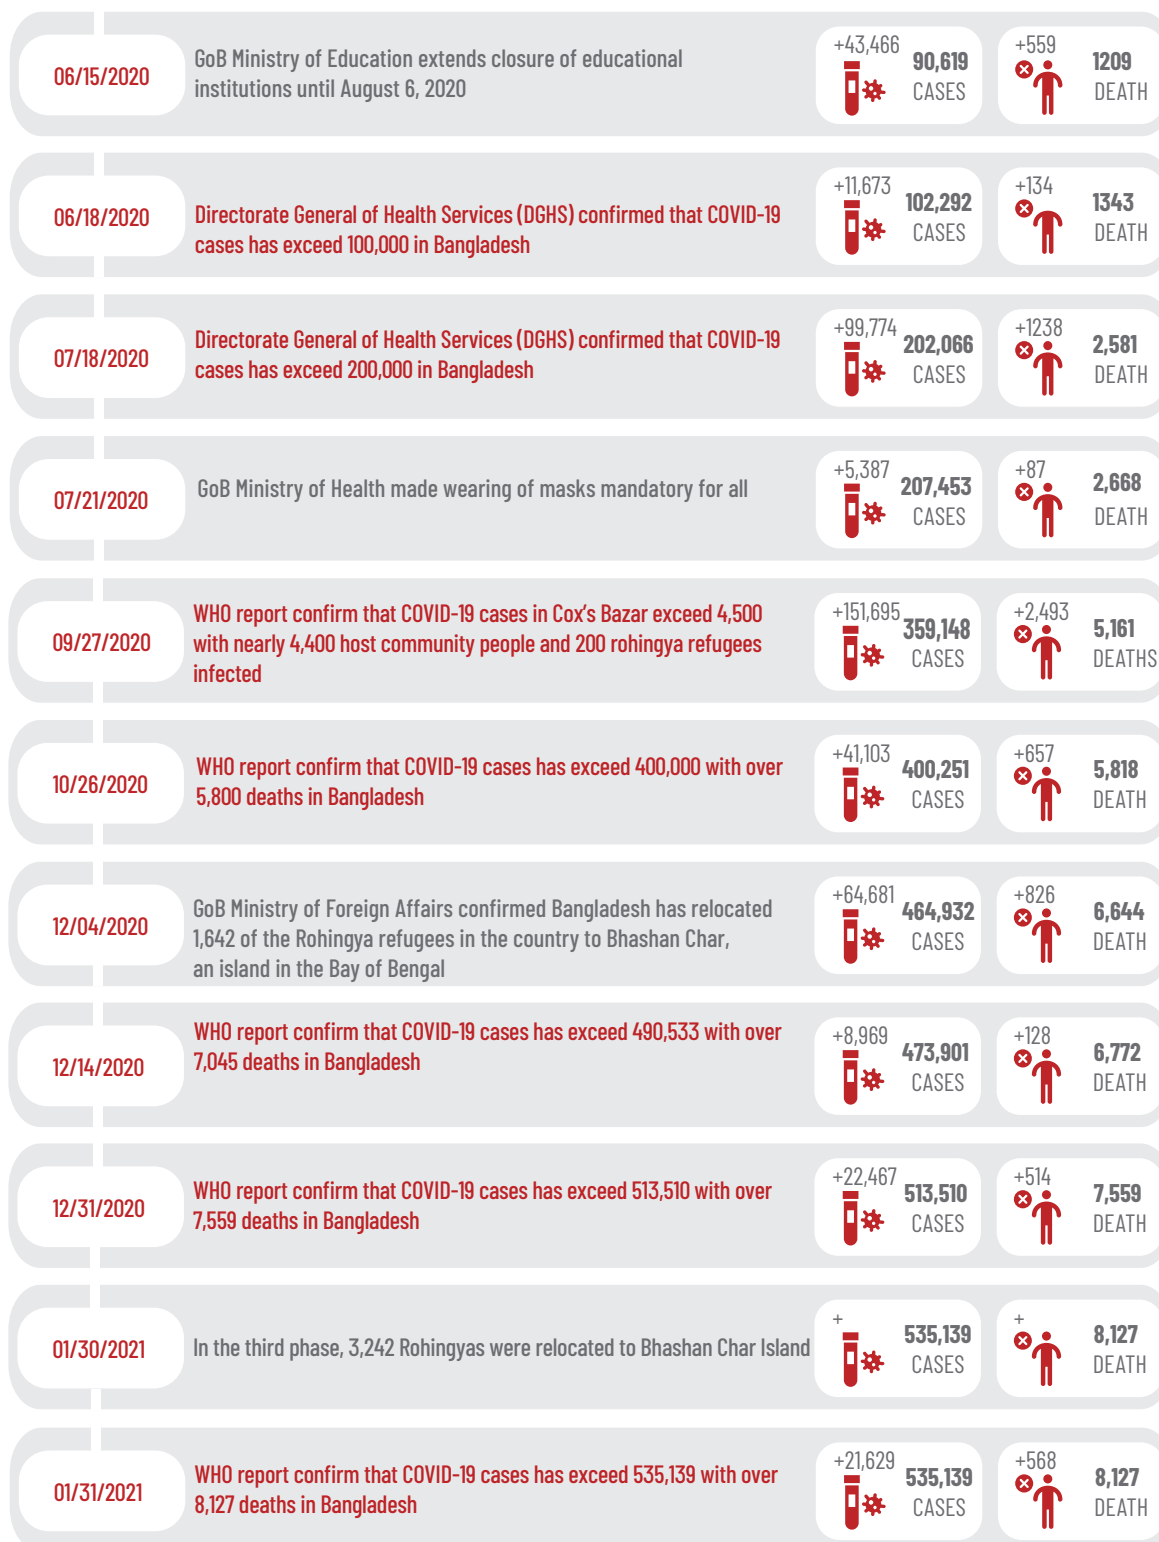 06/15/2020
GoB Ministry of Education extends closure of educational
institutions until August 6, 2020
+43,466
90,619
CASES
+559
1209
DEATH
06/18/2020
Directorate General of Health Services (DGHS) confirmed that COVID-19
cases has exceed 100,000 in Bangladesh
+11,673
102,292
CASES
+134
1343
DEATH
07/18/2020
Directorate General of Health Services (DGHS) confirmed that COVID-19
cases has exceed 200,000 in Bangladesh
+99,774
202,066
CASES
+1238
2,581
DEATH
07/21/2020
GoB Ministry of Health made wearing of masks mandatory for all
+5,387
207,453
CASES
+87
2,668
DEATH
09/27/2020
WHO report confirm that COVID-19 cases in Cox's Bazar exceed 4,500
with nearly 4,400 host community people and 200 rohingya refugees
infected
+151,695
359,148
CASES
+2,493
5,161
DEATHS
10/26/2020
WHO report confirm that COVID-19 cases has exceed 400,000 with over
5,800 deaths in Bangladesh
+41,103
400,251
CASES
+657
5,818
DEATH
12/04/2020
GoB Ministry of Foreign Affairs confirmed Bangladesh has relocated
1,642 of the Rohingya refugees in the country to Bhashan Char,
an island in the Bay of Bengal
+64,681
464,932
CASES
+826
6,644
DEATH
12/14/2020
WHO report confirm that COVID-19 cases has exceed 490,533 with over
7,045 deaths in Bangladesh
+8,969
473,901
CASES
+128
6,772
DEATH
12/31/2020
WHO report confirm that COVID-19 cases has exceed 513,510 with over
7,559 deaths in Bangladesh
+22,467
513,510
CASES
+514
7,559
DEATH
01/30/2021
In the third phase, 3,242 Rohingyas were relocated to Bhashan Char Island
+
535,139
CASES
+
8,127
DEATH
01/31/2021
WHO report confirm that COVID-19 cases has exceed 535,139 with over
8,127 deaths in Bangladesh
+21,629
535,139
CASES
+568
8,127
DEATH